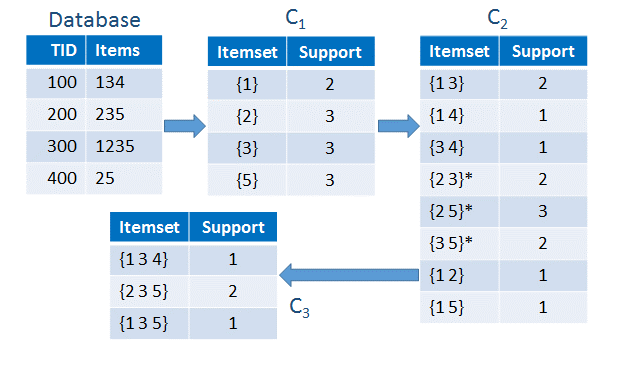 Database
TID Items
100 134
200 235
300 1235
400 25
C1
Itemset Support
{1} 2
{2} 3
{3} 3
{5} 3
C2
Itemset Support
{1 3} 2
{1 4} 1
{3 4} 1
{2 3}* 2
{2 5}* 3
{3 5}* 2
{1 2} 1
{1 5} 1
Itemset Support
{1 3 4} 1
{2 3 5} 2
{1 3 5} 1
C3